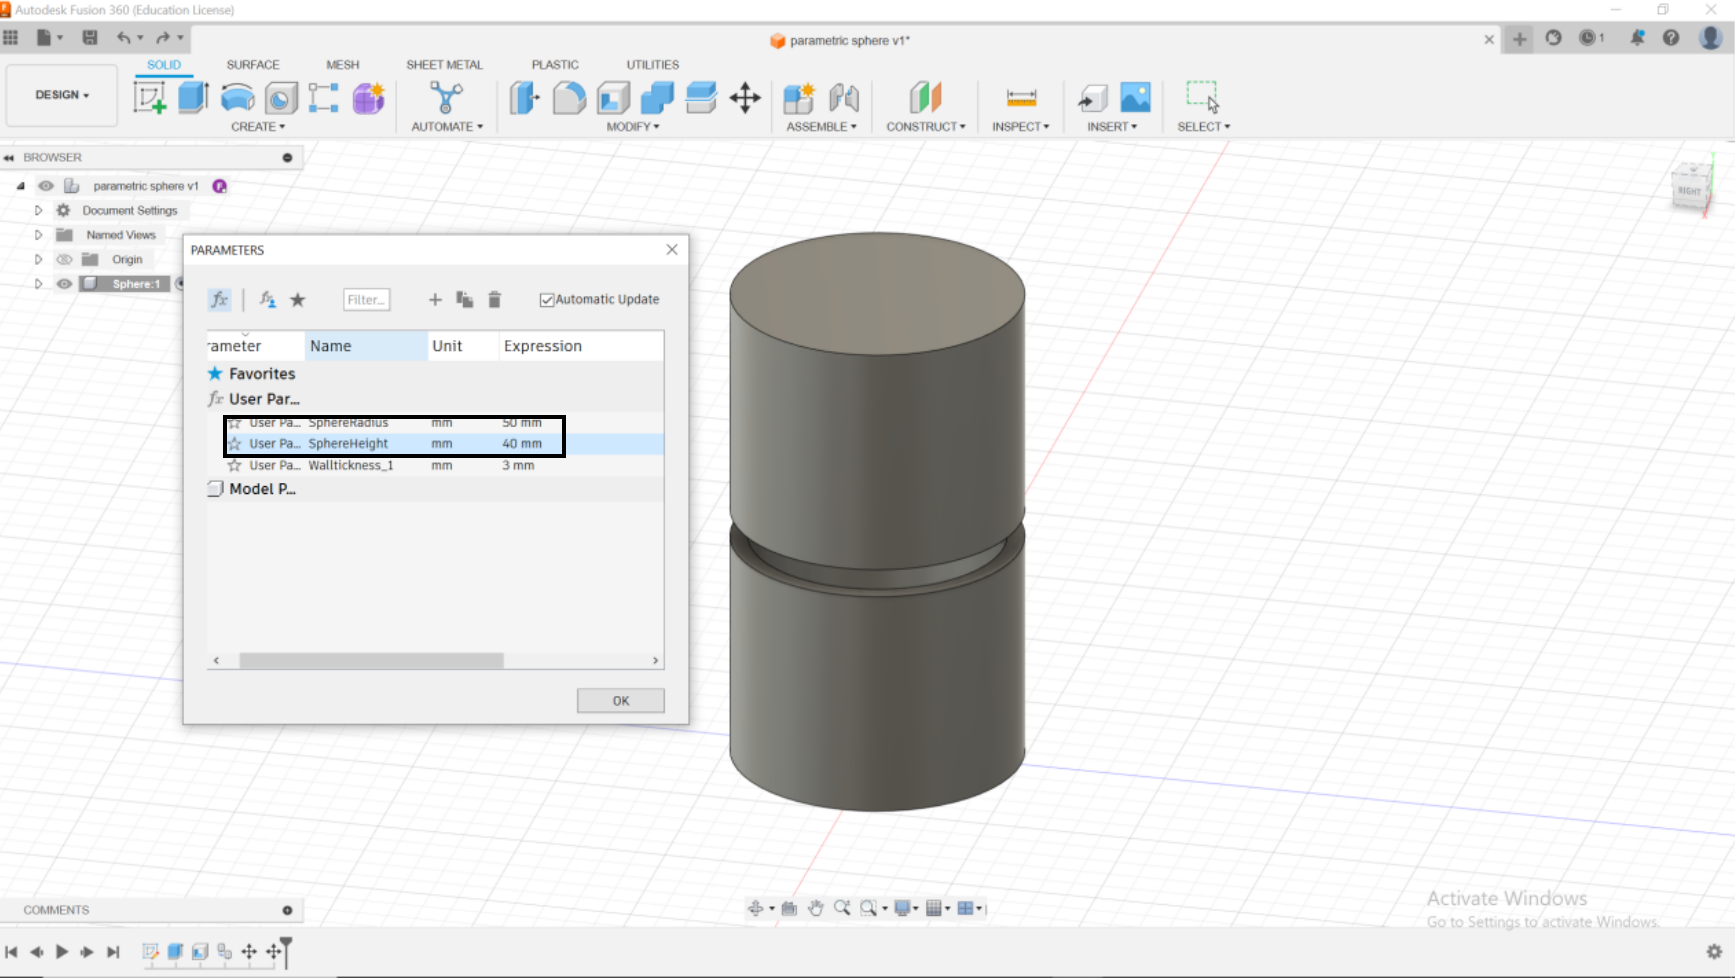 Autodesk Fusion 360 (Education License)
parametric sphere v1*
1
DESIGN
SOLID
SURFACE
MESH
SHEET METAL
PLASTIC
UTILITIES
CREATE
AUTOMATE
MODIFY
ASSEMBLE
CONSTRUCT
INSPECT
INSERT
SELECT
BROWSER
parametric sphere v1
Document Settings
Named Views
Origin
Sphere:1
RIGHT
PARAMETERS
fx
Filter...
Automatic Update
rameter Name Unit Expression
Favorites
fx User Par...
User Pa... SphereRadius mm 50 mm
User Pa... SphereHeight mm 40 mm
User Pa... Walltickness_1 mm 3 mm
Model P...
OK
Activate Windows
Go to Settings to activate Windows.
COMMENTS